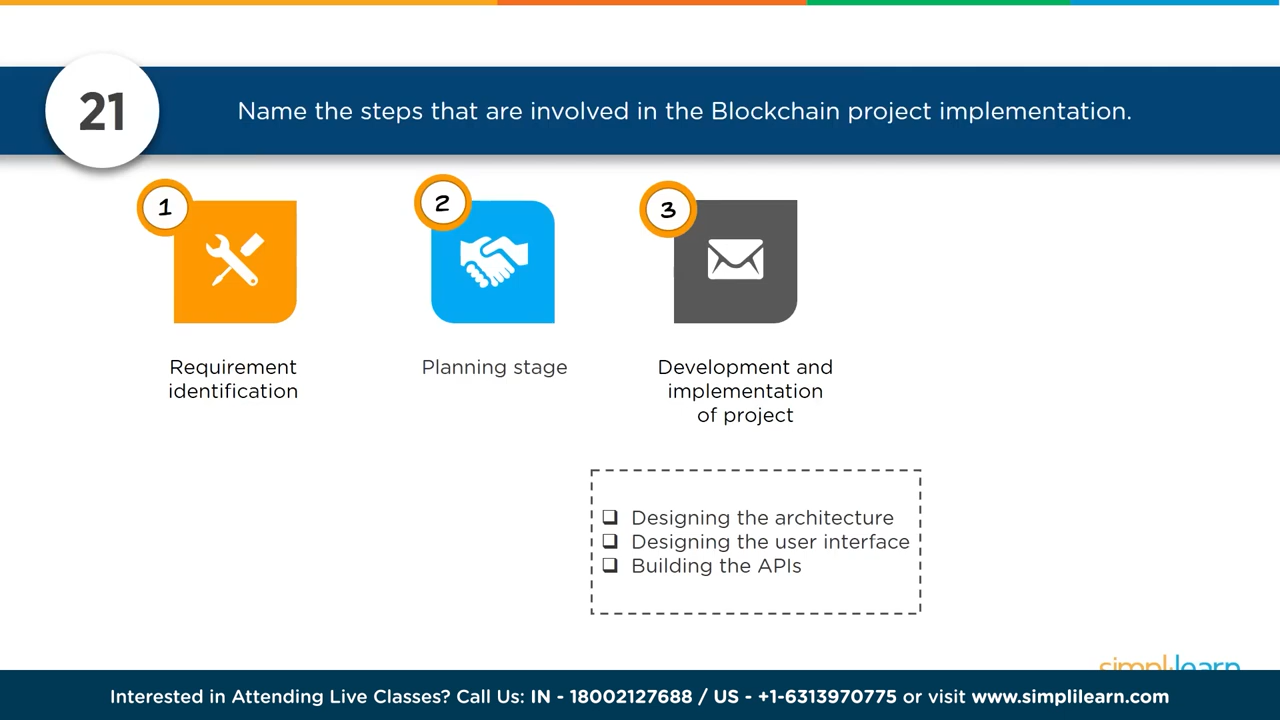 21
Name the steps that are involved in the Blockchain project implementation.
1
2
3
Requirement
identification
Planning stage
Development and
implementation
of project
❑ Designing the architecture
❑ Designing the user interface
❑ Building the APIs
simplilearn
Interested in Attending Live Classes? Call Us: IN - 18002127688 / US - +1-6313970775 or visit www.simplilearn.com